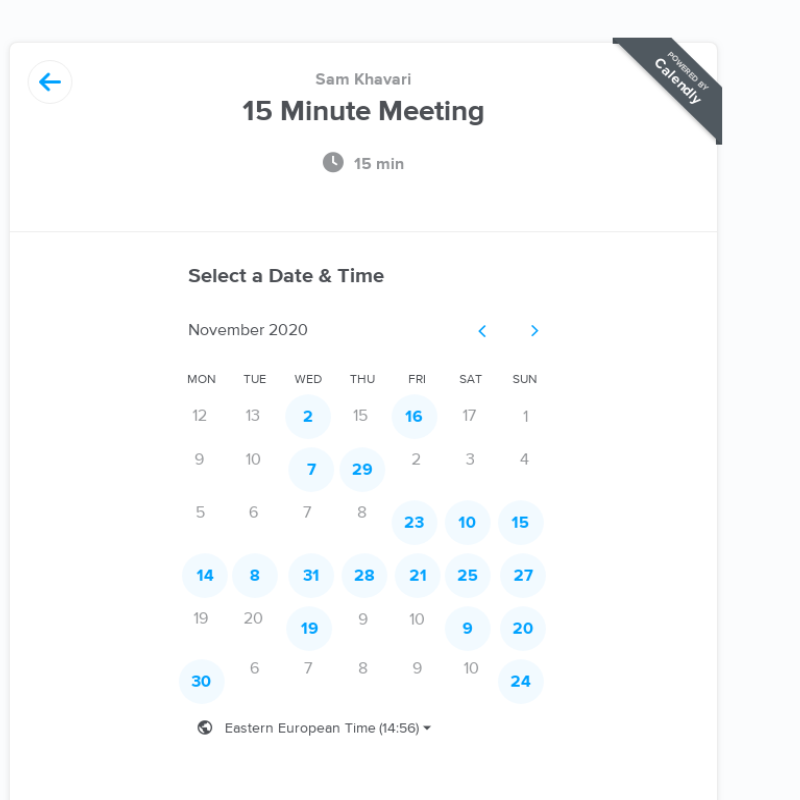 POWERED BY
Calendly
Sam Khavari
15 Minute Meeting
15 min
Select a Date & Time
November 2020
MON TUE WED THU FRI SAT SUN
12 13 2 15 16 17 1
9 10 7 29 2 3 4
5 6 7 8 23 10 15
14 8 31 28 21 25 27
19 20 19 9 10 9 20
30 6 7 8 9 10 24
Eastern European Time (14:56)